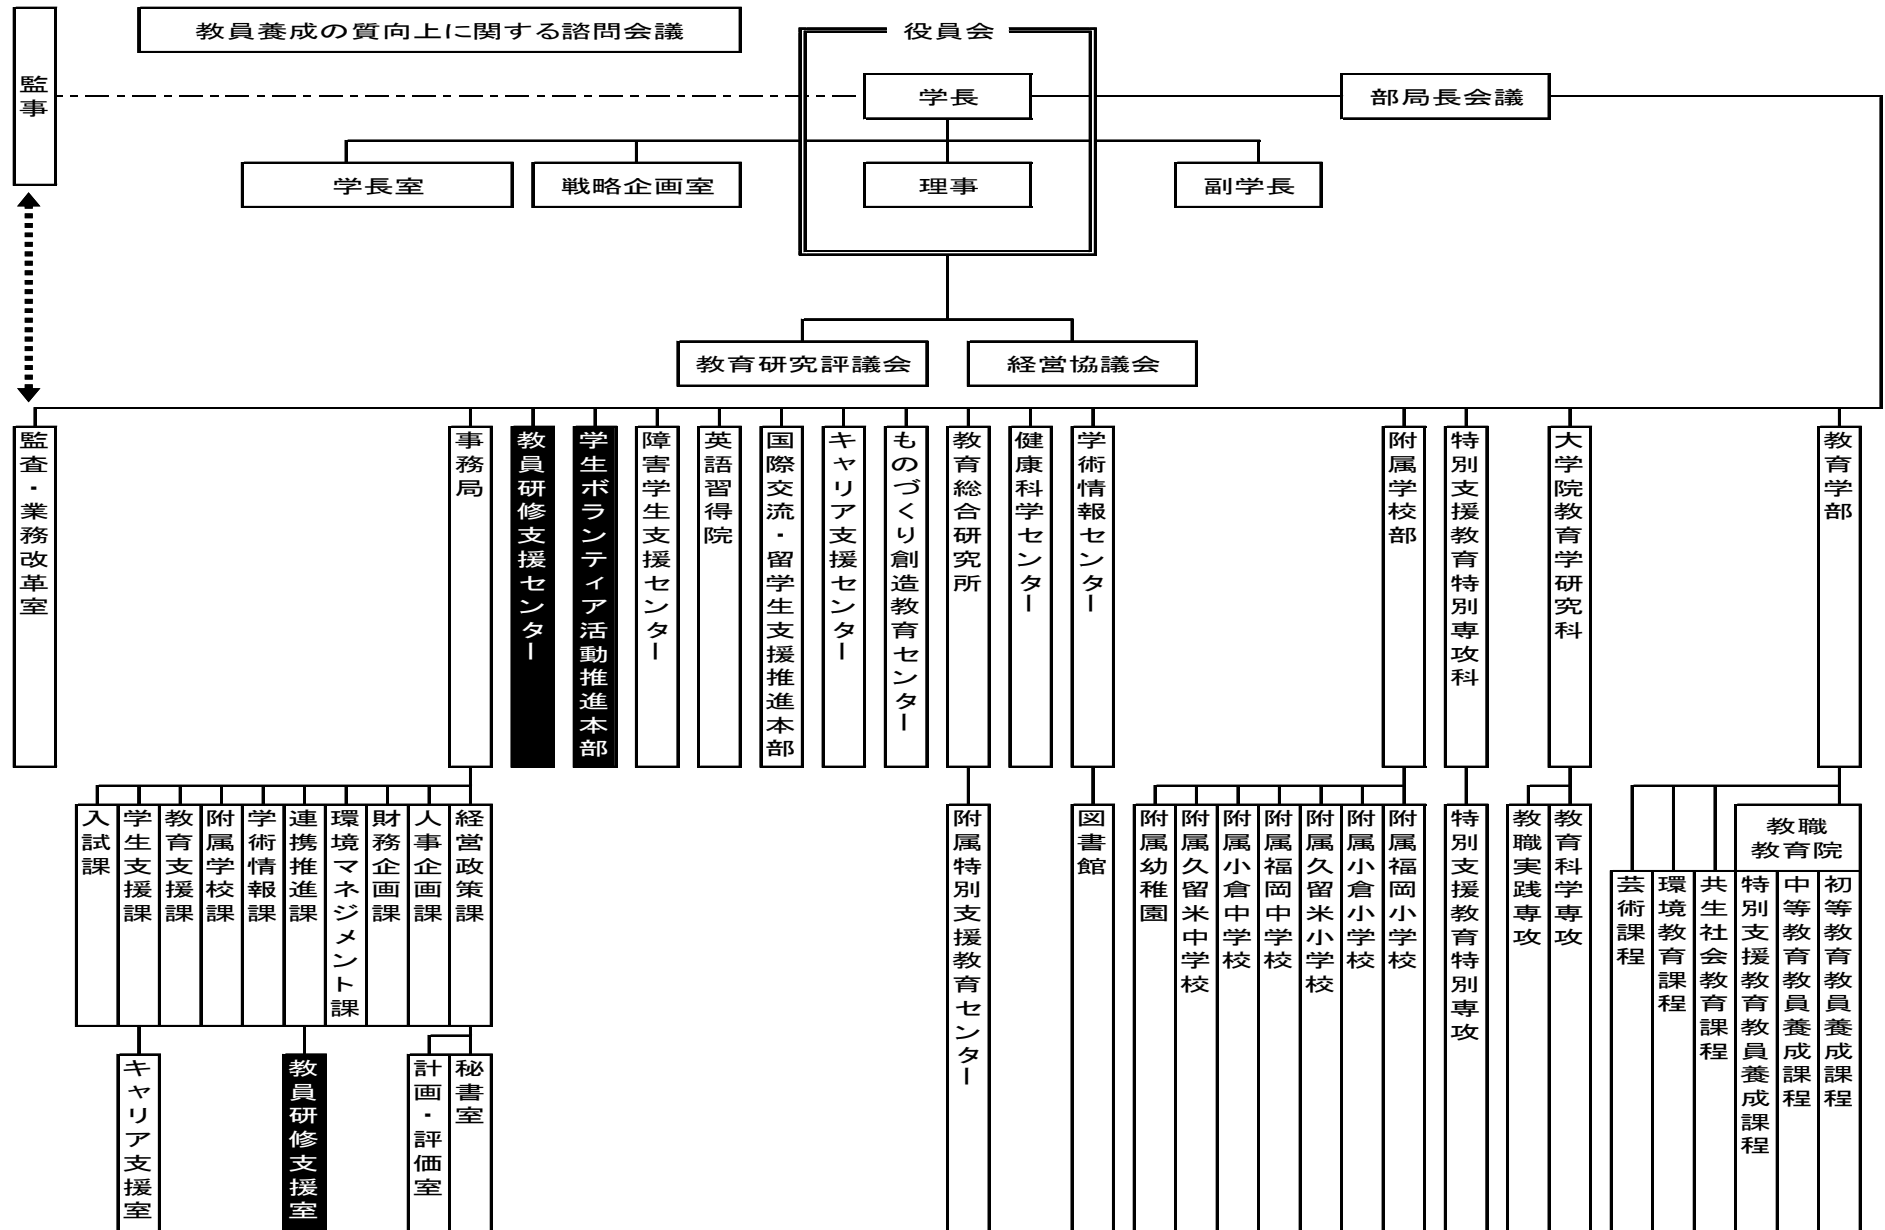 教員養成の質向上に関する諮問会議
役員会
監事
学長
部局長会議
学長室
戦略企画室
理事
副学長
教育研究評議会
経営協議会
監査・業務改革室
事務局
教員研修支援センター
学生ボランティア活動推進本部
障害学生支援センター
英語習得院
国際交流・留学生支援推進本部
キャリア支援センター
ものづくり創造教育センター
教育総合研究所
健康科学センター
学術情報センター
附属学校部
特別支援教育特別専攻科
大学院教育学研究科
教育学部
入試課
学生支援課
教育支援課
附属学校課
学術情報課
連携推進課
環境マネジメント課
財務企画課
人事企画課
経営政策課
附属特別支援教育センター
図書館
附属幼稚園
附属久留米中学校
附属小倉中学校
附属福岡中学校
附属久留米小学校
附属小倉小学校
附属福岡小学校
特別支援教育特別専攻
教職実践専攻
教育科学専攻
教職
教育院
芸術課程
環境教育課程
共生社会教育課程
特別支援教育教員養成課程
中等教育教員養成課程
初等教育教員養成課程
キャリア支援室
教員研修支援室
計画・評価室
秘書室